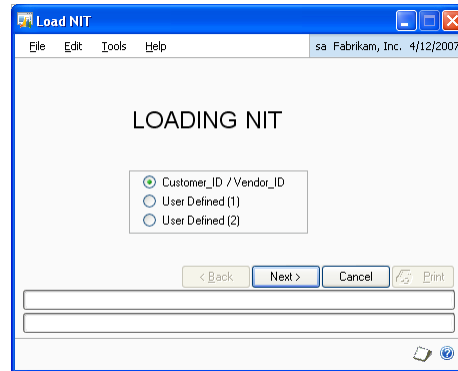 Load NIT
File Edit Tools Help sa Fabrikam, Inc. 4/12/2007
LOADING NIT
Customer_ID / Vendor_ID
User Defined (1)
User Defined (2)
< Back Next > Cancel Print